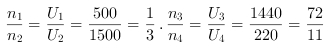 n₁/n₂ = U₁/U₂ = 500/1500 = 1/3 . n₃/n₄ = U₃/U₄ = 1440/220 = 72/11